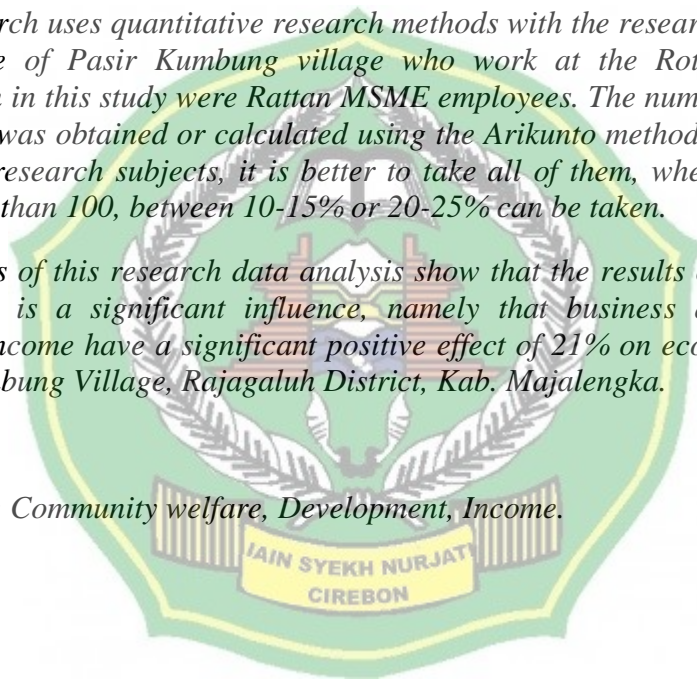 rch uses quantitative research methods with the resear
e of Pasir Kumbung village who work at the Rot
n in this study were Rattan MSME employees. The num
was obtained or calculated using the Arikunto method
research subjects, it is better to take all of them, whe
than 100, between 10-15% or 20-25% can be taken.
s of this research data analysis show that the results
is a significant influence, namely that business
ncome have a significant positive effect of 21% on eco
bung Village, Rajagaluh District, Kab. Majalengka.
Community welfare, Development, Income.
IAIN SYEKH NURJATI
CIREBON